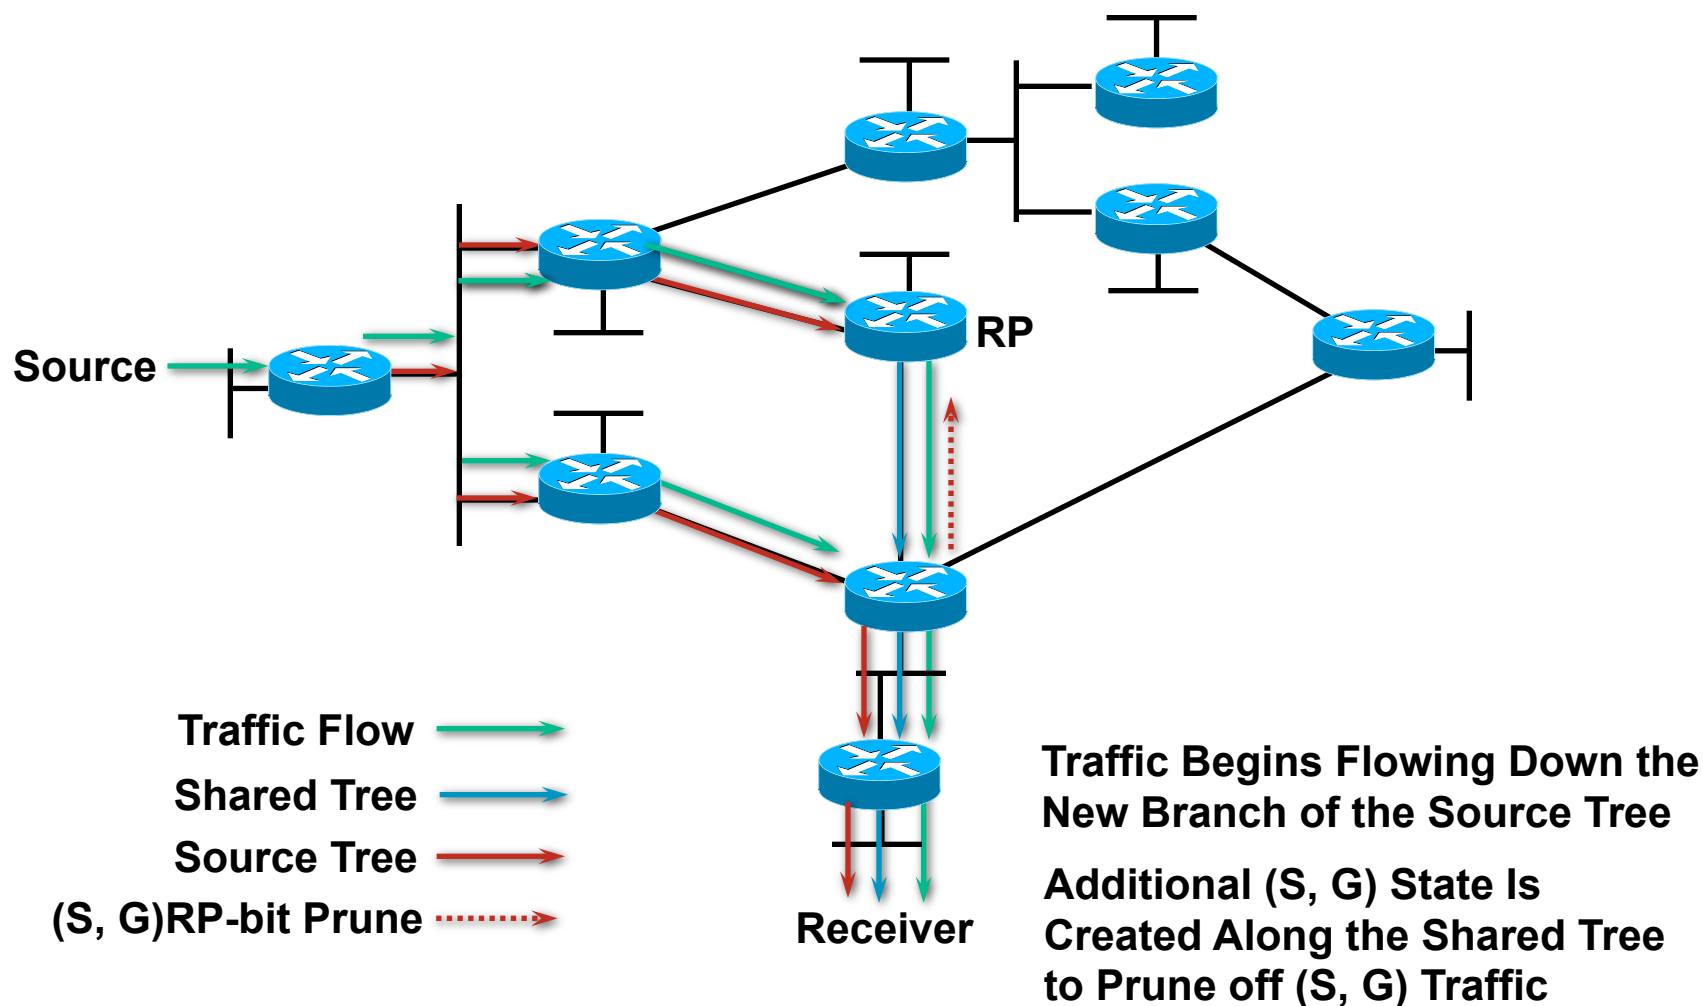 RP
Source
Traffic Flow
Shared Tree
Source Tree
(S, G)RP-bit Prune
Receiver
Traffic Begins Flowing Down the
New Branch of the Source Tree
Additional (S, G) State Is
Created Along the Shared Tree
to Prune off (S, G) Traffic